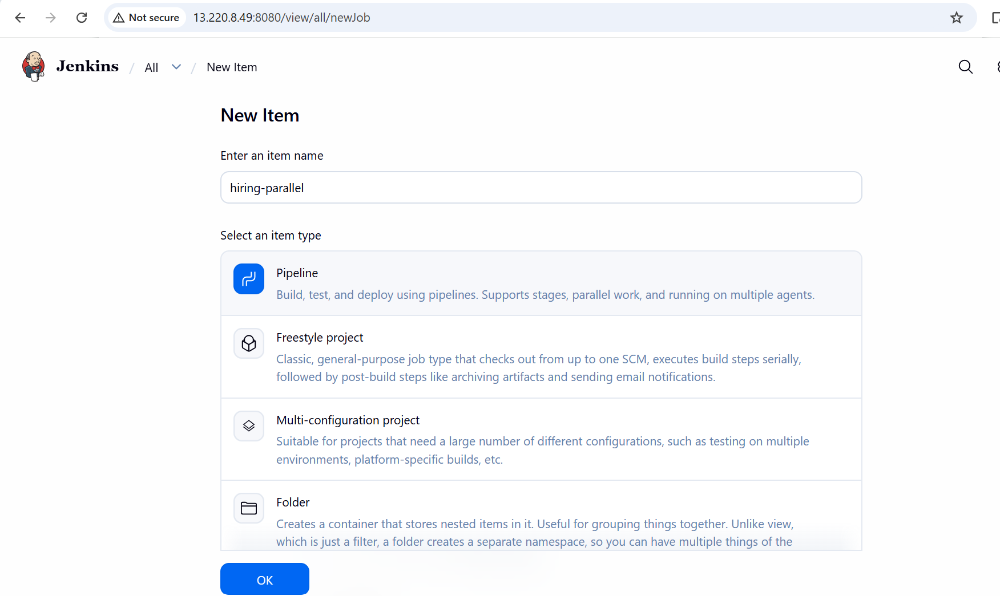 Not secure 13.220.8.49:8080/view/all/newJob
Jenkins / All / New Item
New Item
Enter an item name
hiring-parallel
Select an item type
Pipeline
Build, test, and deploy using pipelines. Supports stages, parallel work, and running on multiple agents.
Freestyle project
Classic, general-purpose job type that checks out from up to one SCM, executes build steps serially,
followed by post-build steps like archiving artifacts and sending email notifications.
Multi-configuration project
Suitable for projects that need a large number of different configurations, such as testing on multiple
environments, platform-specific builds, etc.
Folder
Creates a container that stores nested items in it. Useful for grouping things together. Unlike view,
which is just a filter, a folder creates a separate namespace, so you can have multiple things of the
OK